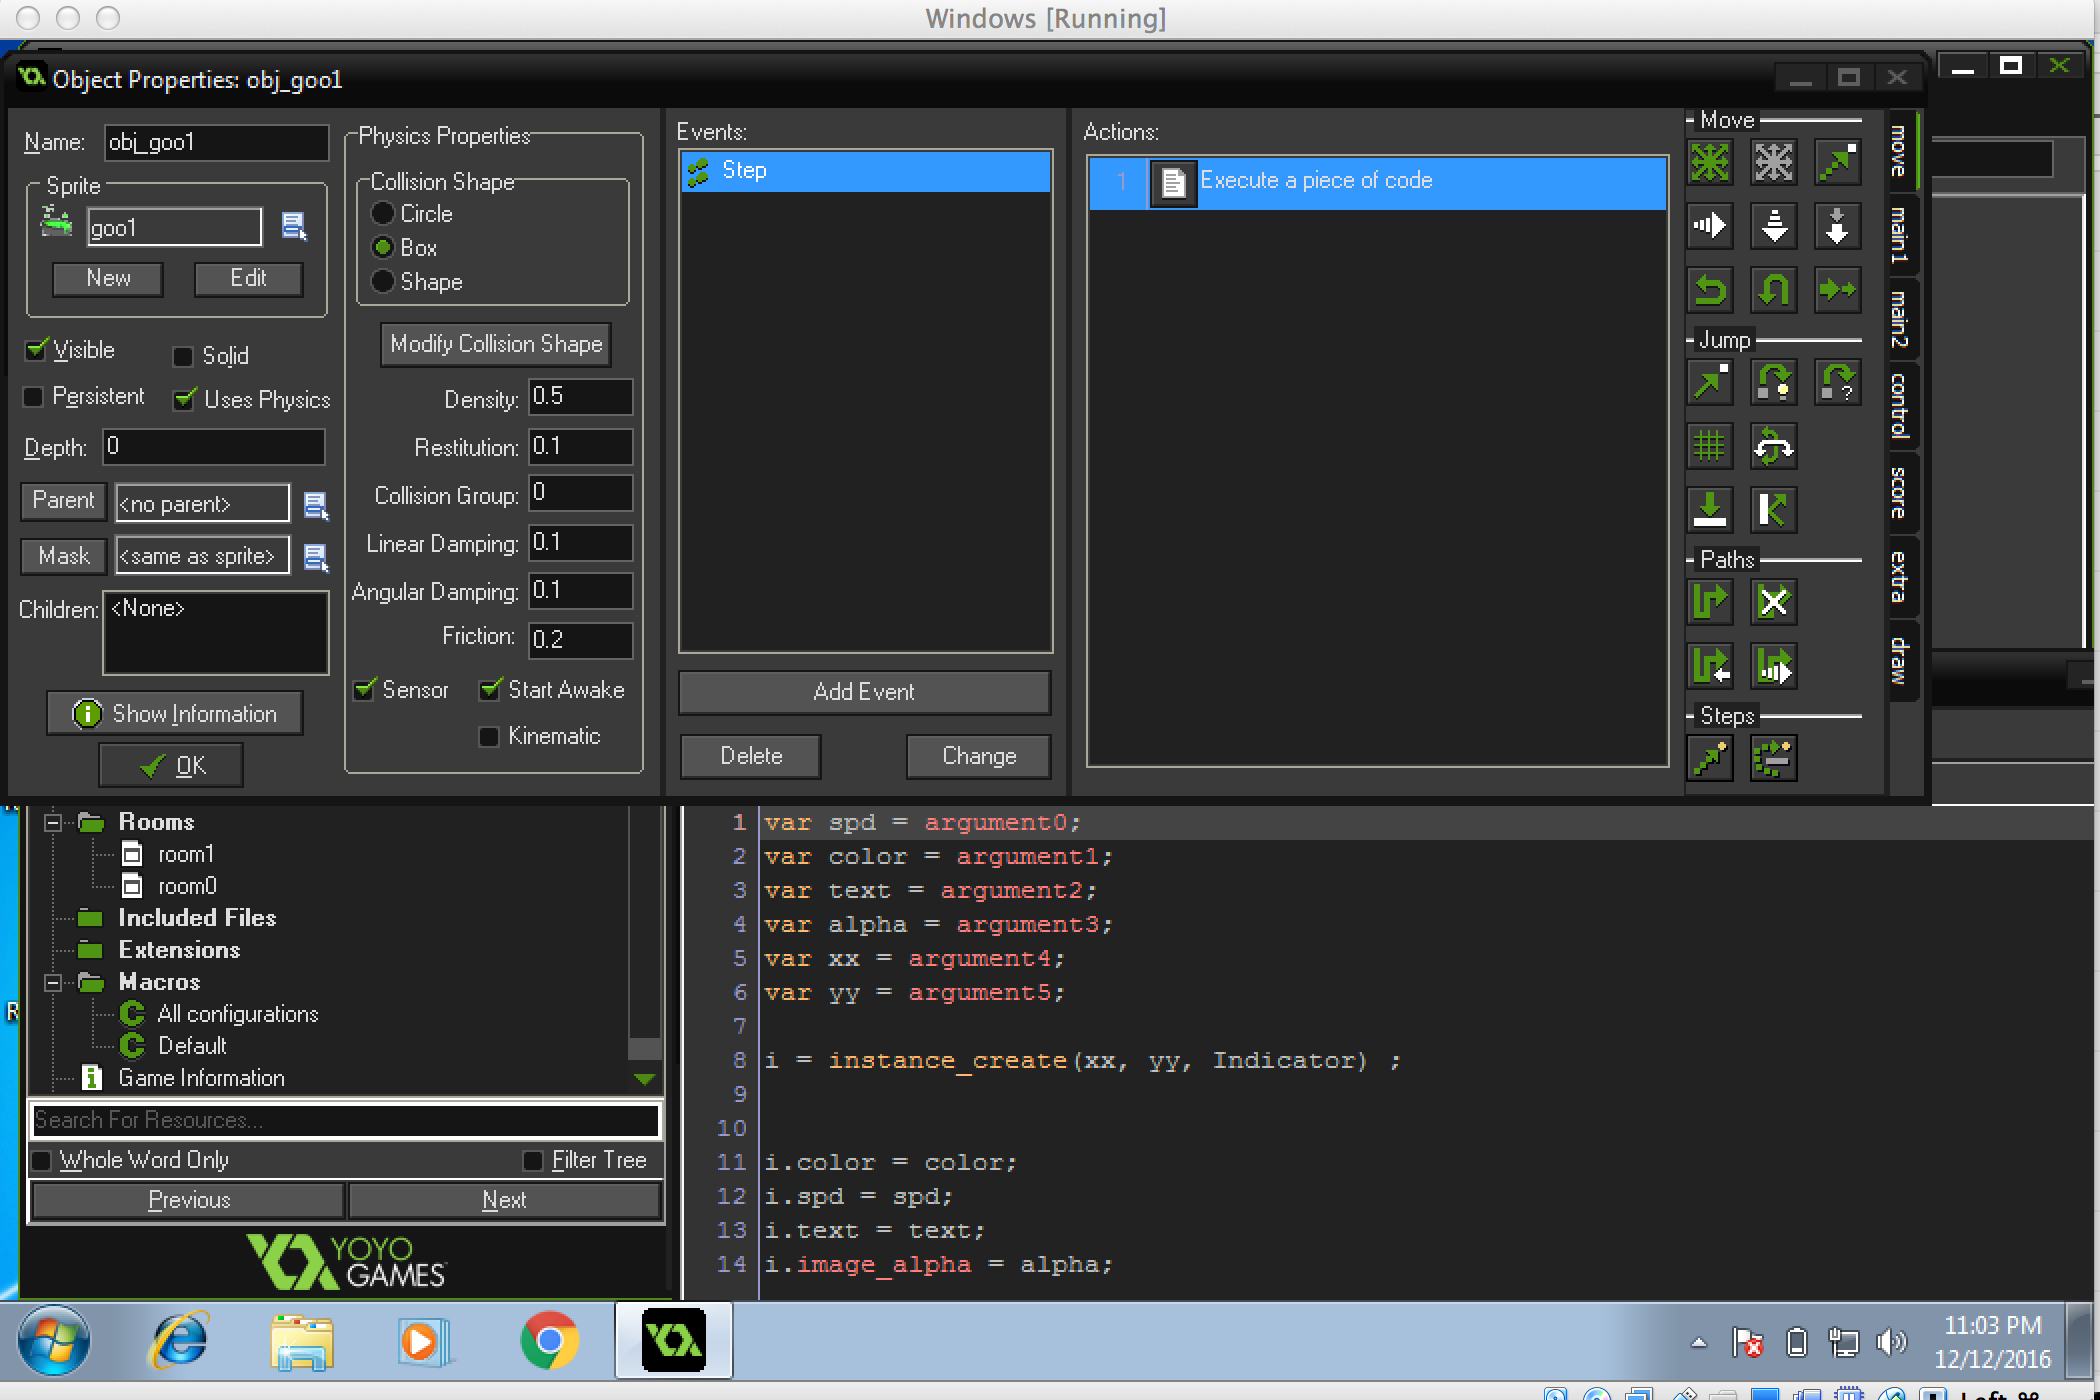 Windows [Running]
Object Properties: obj_goo1
Name: obj_goo1
Sprite
goo1
New Edit
Visible Solid
Persistent Uses Physics
Depth: 0
Parent <no parent>
Mask <same as sprite>
Children: <None>
Show Information
OK
Physics Properties
Collision Shape
Circle
Box
Shape
Modify Collision Shape
Density: 0.5
Restitution: 0.1
Collision Group: 0
Linear Damping: 0.1
Angular Damping: 0.1
Friction: 0.2
Sensor Start Awake
Kinematic
Events:
Step
Add Event
Delete Change
Actions:
1 Execute a piece of code
Move
Jump
Paths
Steps
move
main1
main2
control
score
extra
draw
Rooms
room1
room0
Included Files
Extensions
Macros
All configurations
Default
Game Information
Search For Resources...
Whole Word Only Filter Tree
Previous Next
YOYO
GAMES
1 var spd = argument0;
2 var color = argument1;
3 var text = argument2;
4 var alpha = argument3;
5 var xx = argument4;
6 var yy = argument5;
7
8 i = instance_create(xx, yy, Indicator) ;
9
10
11 i.color = color;
12 i.spd = spd;
13 i.text = text;
14 i.image_alpha = alpha;
11:03 PM
12/12/2016
Left ⌘